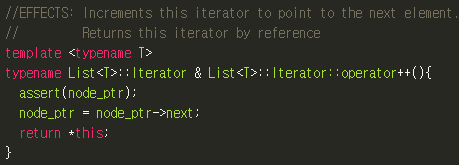 //EFFECTS: Increments this iterator to point to the next element.
//         Returns this iterator by reference
template <typename T>
typename List<T>::Iterator & List<T>::Iterator::operator++(){
  assert(node_ptr);
  node_ptr = node_ptr->next;
  return *this;
}